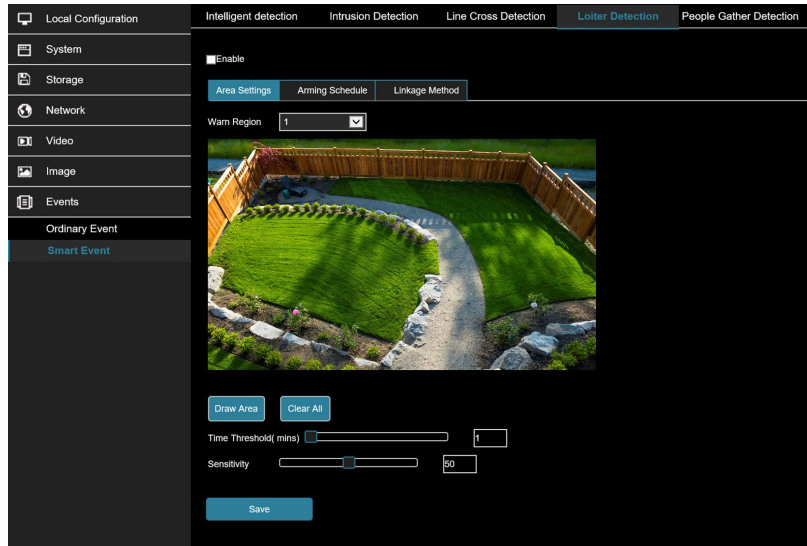 Local Configuration
System
Storage
Network
Video
Image
Events
Ordinary Event
Smart Event
Intelligent detection Intrusion Detection Line Cross Detection Loiter Detection People Gather Detection
Enable
Area Settings Arming Schedule Linkage Method
Warn Region 1
Draw Area Clear All
Time Threshold( mins) 1
Sensitivity 50
Save